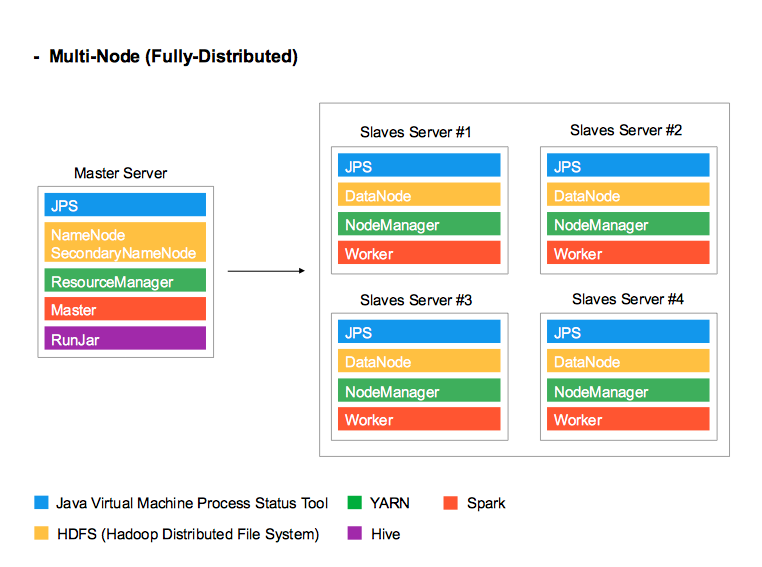 - Multi-Node (Fully-Distributed)
Master Server
JPS
NameNode
SecondaryNameNode
ResourceManager
Master
RunJar
Slaves Server #1
JPS
DataNode
NodeManager
Worker
Slaves Server #2
JPS
DataNode
NodeManager
Worker
Slaves Server #3
JPS
DataNode
NodeManager
Worker
Slaves Server #4
JPS
DataNode
NodeManager
Worker
Java Virtual Machine Process Status Tool
YARN
Spark
HDFS (Hadoop Distributed File System)
Hive